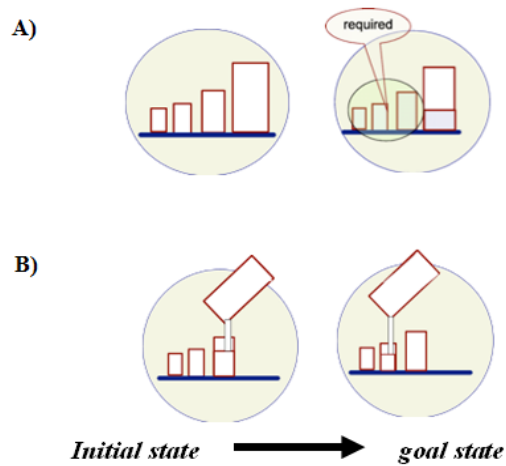 A)
required
B)
Initial state
goal state